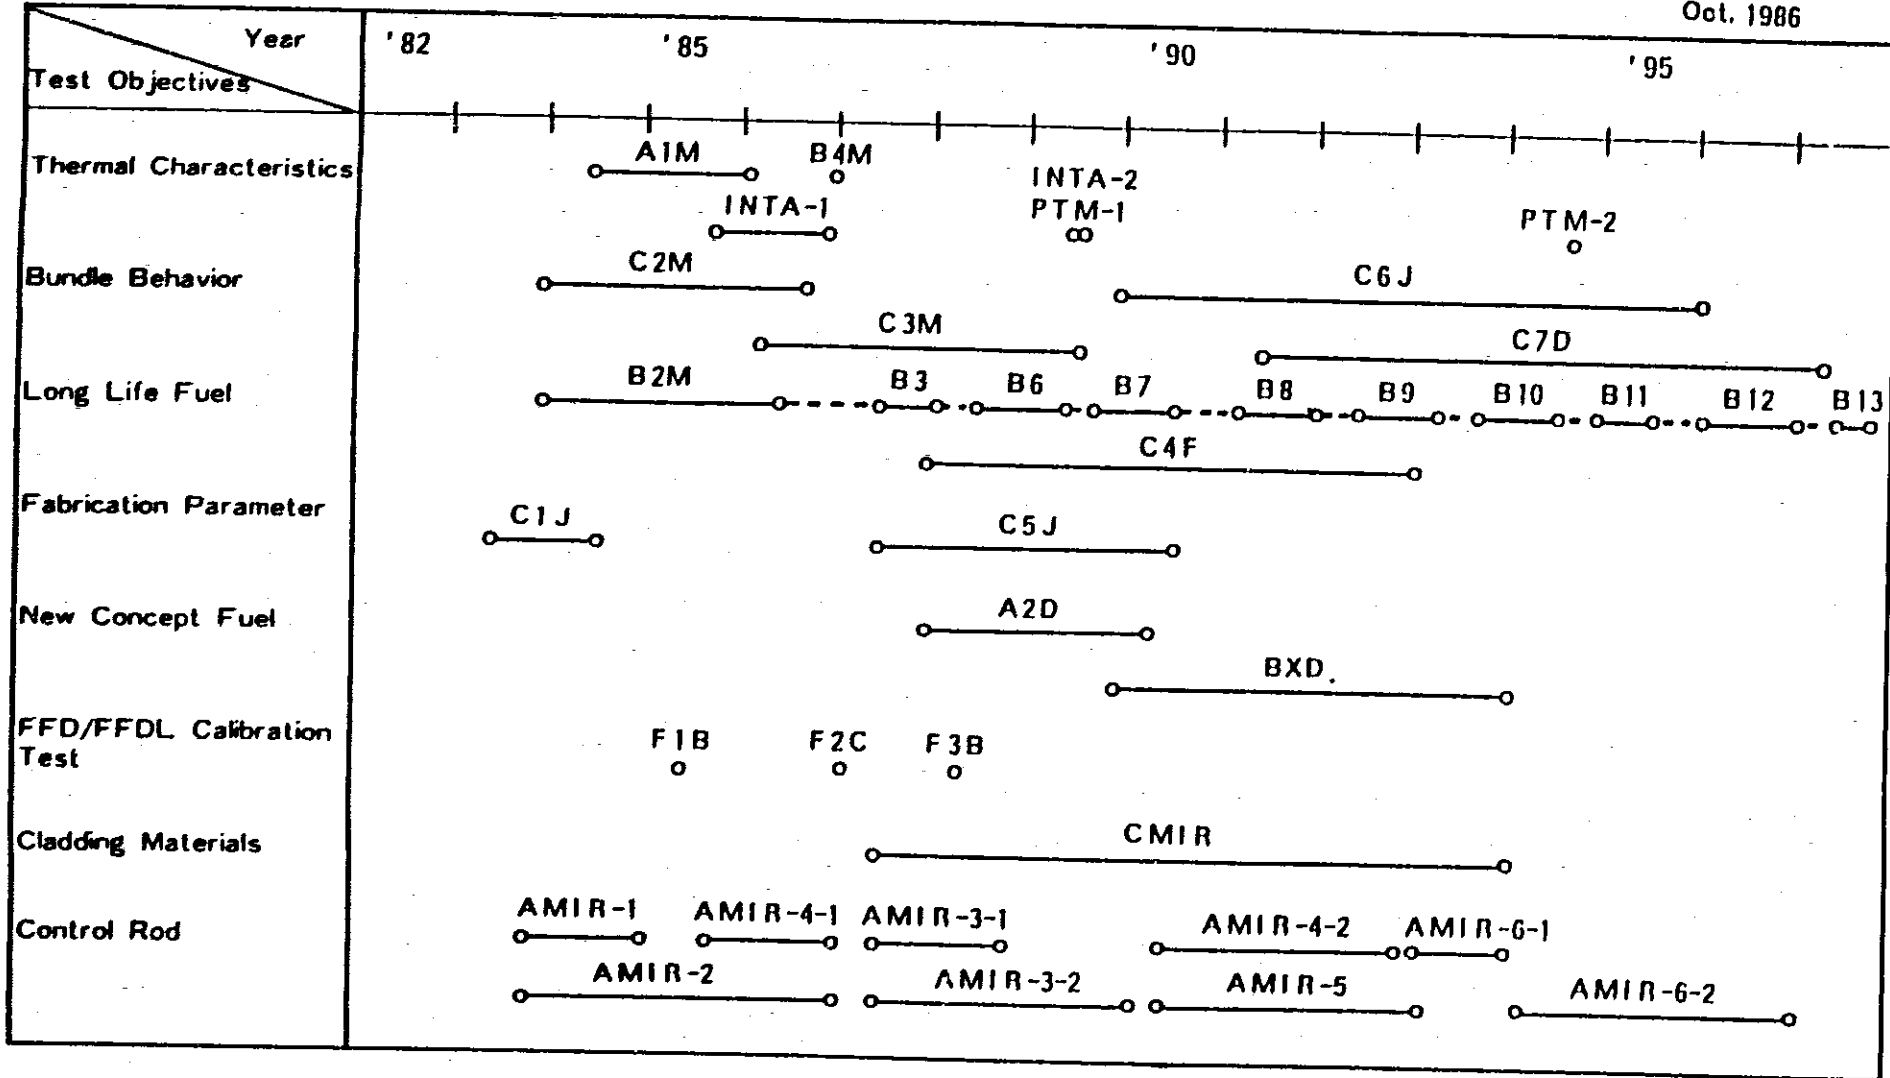 Oct. 1986
Year
Test Objectives
'82 '85 '90 '95
Thermal Characteristics
A1M B4M
INTA-2
INTA-1 PTM-1 PTM-2
Bundle Behavior
C2M C6J
C3M C7D
Long Life Fuel
B2M B3 B6 B7 B8 B9 B10 B11 B12 B13
C4F
Fabrication Parameter
C1J C5J
New Concept Fuel
A2D
BXD.
FFD/FFDL Calibration
Test
F1B F2C F3B
Cladding Materials
CMIR
Control Rod
AMIR-1 AMIR-4-1 AMIR-3-1 AMIR-4-2 AMIR-6-1
AMIR-2 AMIR-3-2 AMIR-5 AMIR-6-2